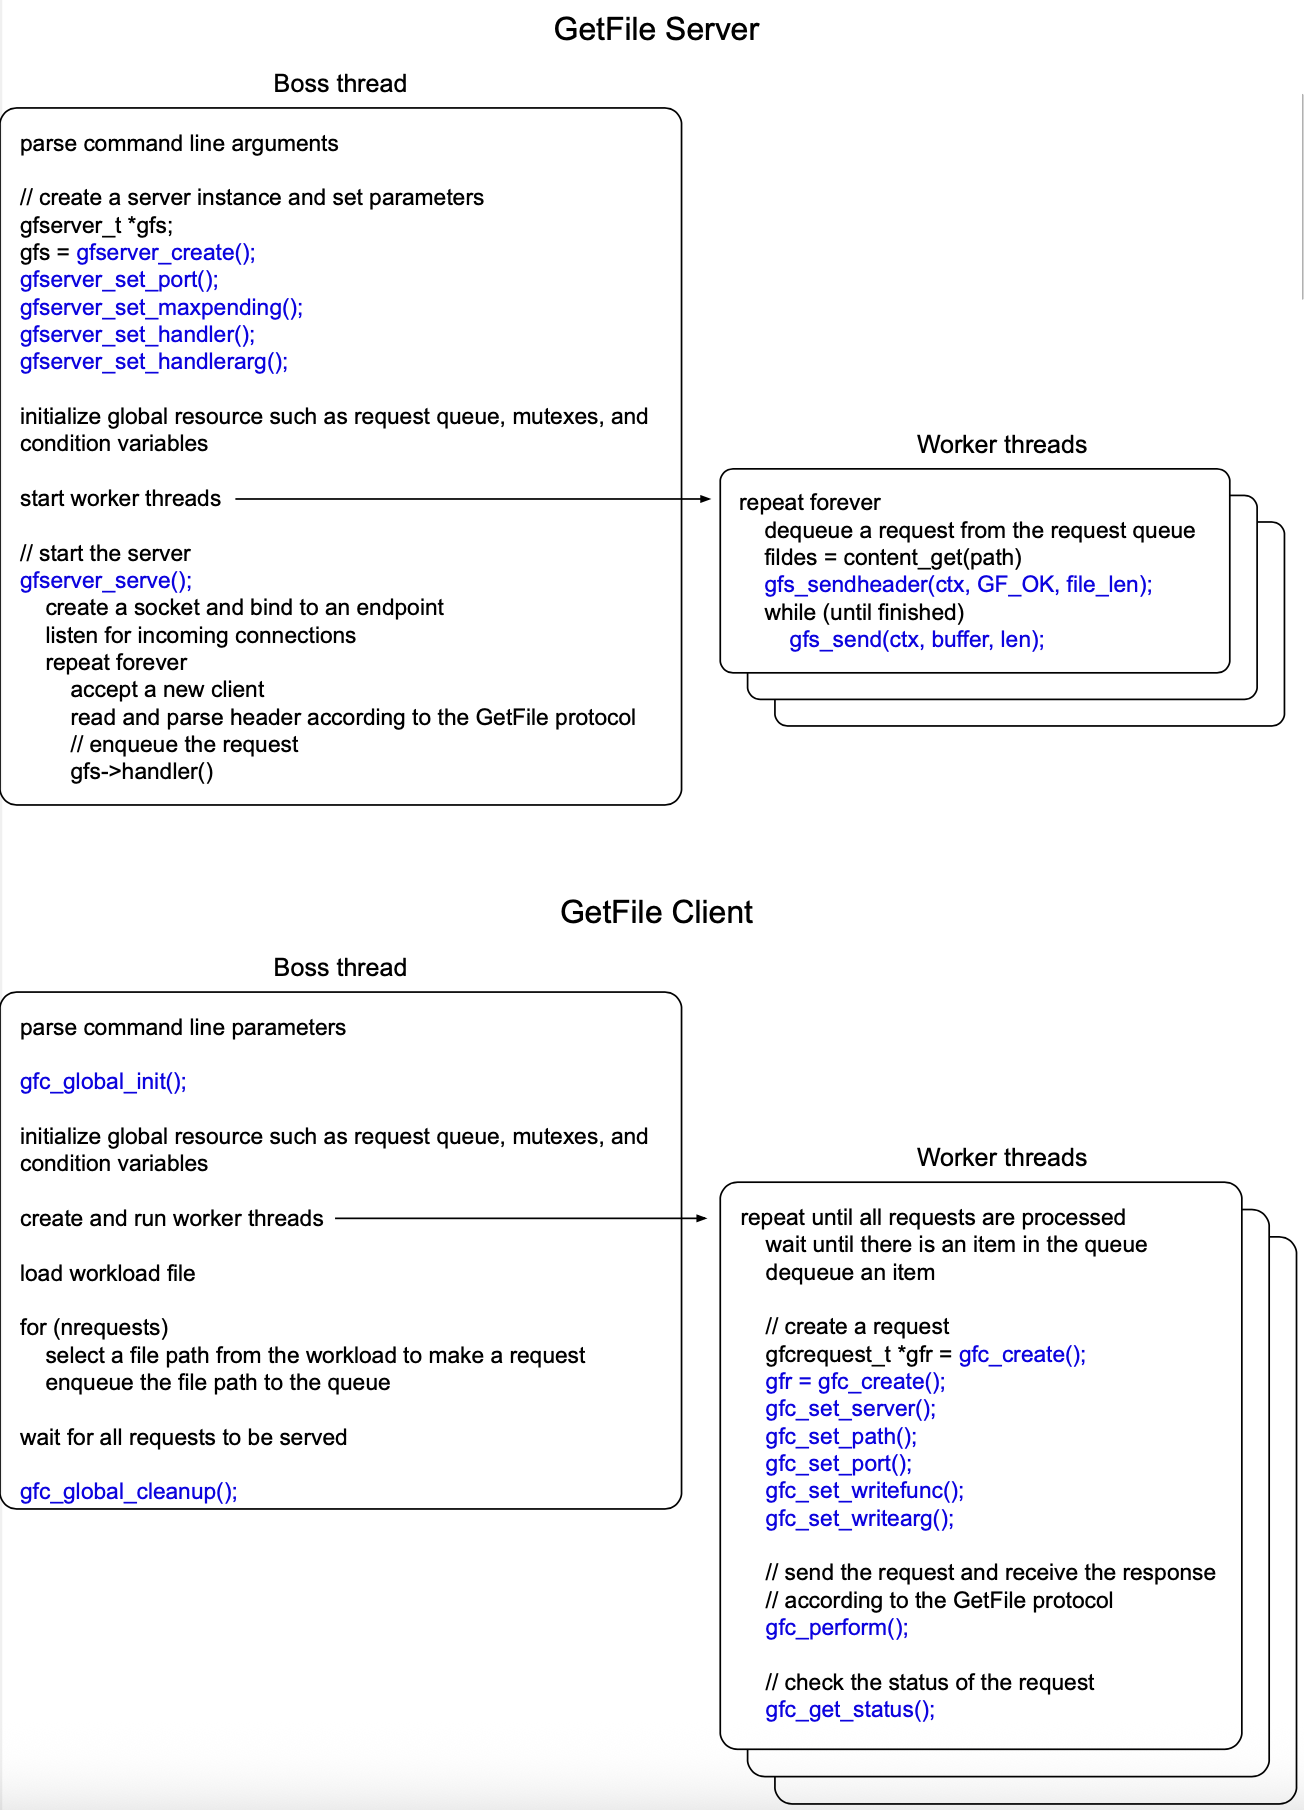 GetFile Server
Boss thread
parse command line arguments
// create a server instance and set parameters
gfserver_t *gfs;
gfs = gfserver_create();
gfserver_set_port();
gfserver_set_maxpending();
gfserver_set_handler();
gfserver_set_handlerarg();
initialize global resource such as request queue, mutexes, and
condition variables
start worker threads
// start the server
gfserver_serve();
create a socket and bind to an endpoint
listen for incoming connections
repeat forever
accept a new client
read and parse header according to the GetFile protocol
// enqueue the request
gfs->handler()
Worker threads
repeat forever
dequeue a request from the request queue
fildes = content_get(path)
gfs_sendheader(ctx, GF_OK, file_len);
while (until finished)
gfs_send(ctx, buffer, len);
GetFile Client
Boss thread
parse command line parameters
gfc_global_init();
initialize global resource such as request queue, mutexes, and
condition variables
create and run worker threads
load workload file
for (nrequests)
select a file path from the workload to make a request
enqueue the file path to the queue
wait for all requests to be served
gfc_global_cleanup();
Worker threads
repeat until all requests are processed
wait until there is an item in the queue
dequeue an item
// create a request
gfcrequest_t *gfr = gfc_create();
gfr = gfc_create();
gfc_set_server();
gfc_set_path();
gfc_set_port();
gfc_set_writefunc();
gfc_set_writearg();
// send the request and receive the response
// according to the GetFile protocol
gfc_perform();
// check the status of the request
gfc_get_status();